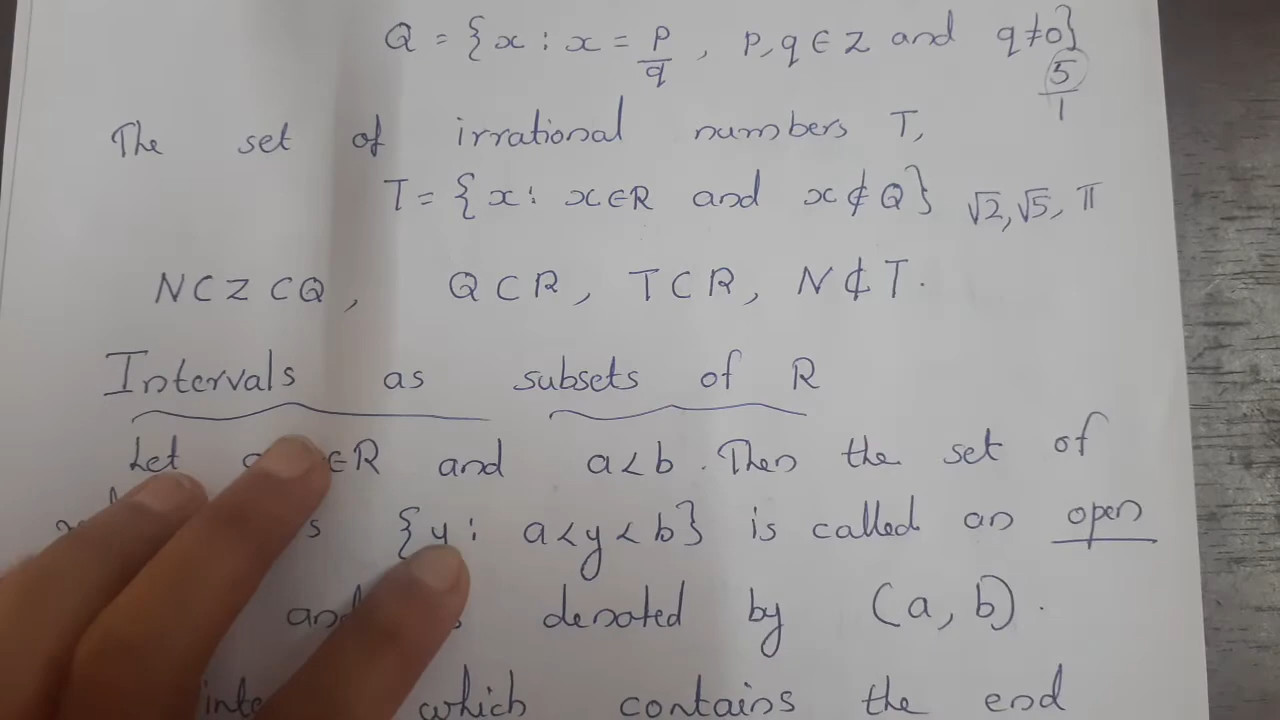 Q = {x : x = p/q , p, q ∈ Z and q ≠ 0}
5/1
The set of irrational numbers T,
T = {x : x ∈ R and x ∉ Q} √2, √5, π
N ⊂ Z ⊂ Q , Q ⊂ R , T ⊂ R , N ⊄ T .
Intervals as subsets of R
Let ∈ R and a < b . Then the set of
{y : a < y < b} is called an open
denoted by (a, b) .
which contains the end